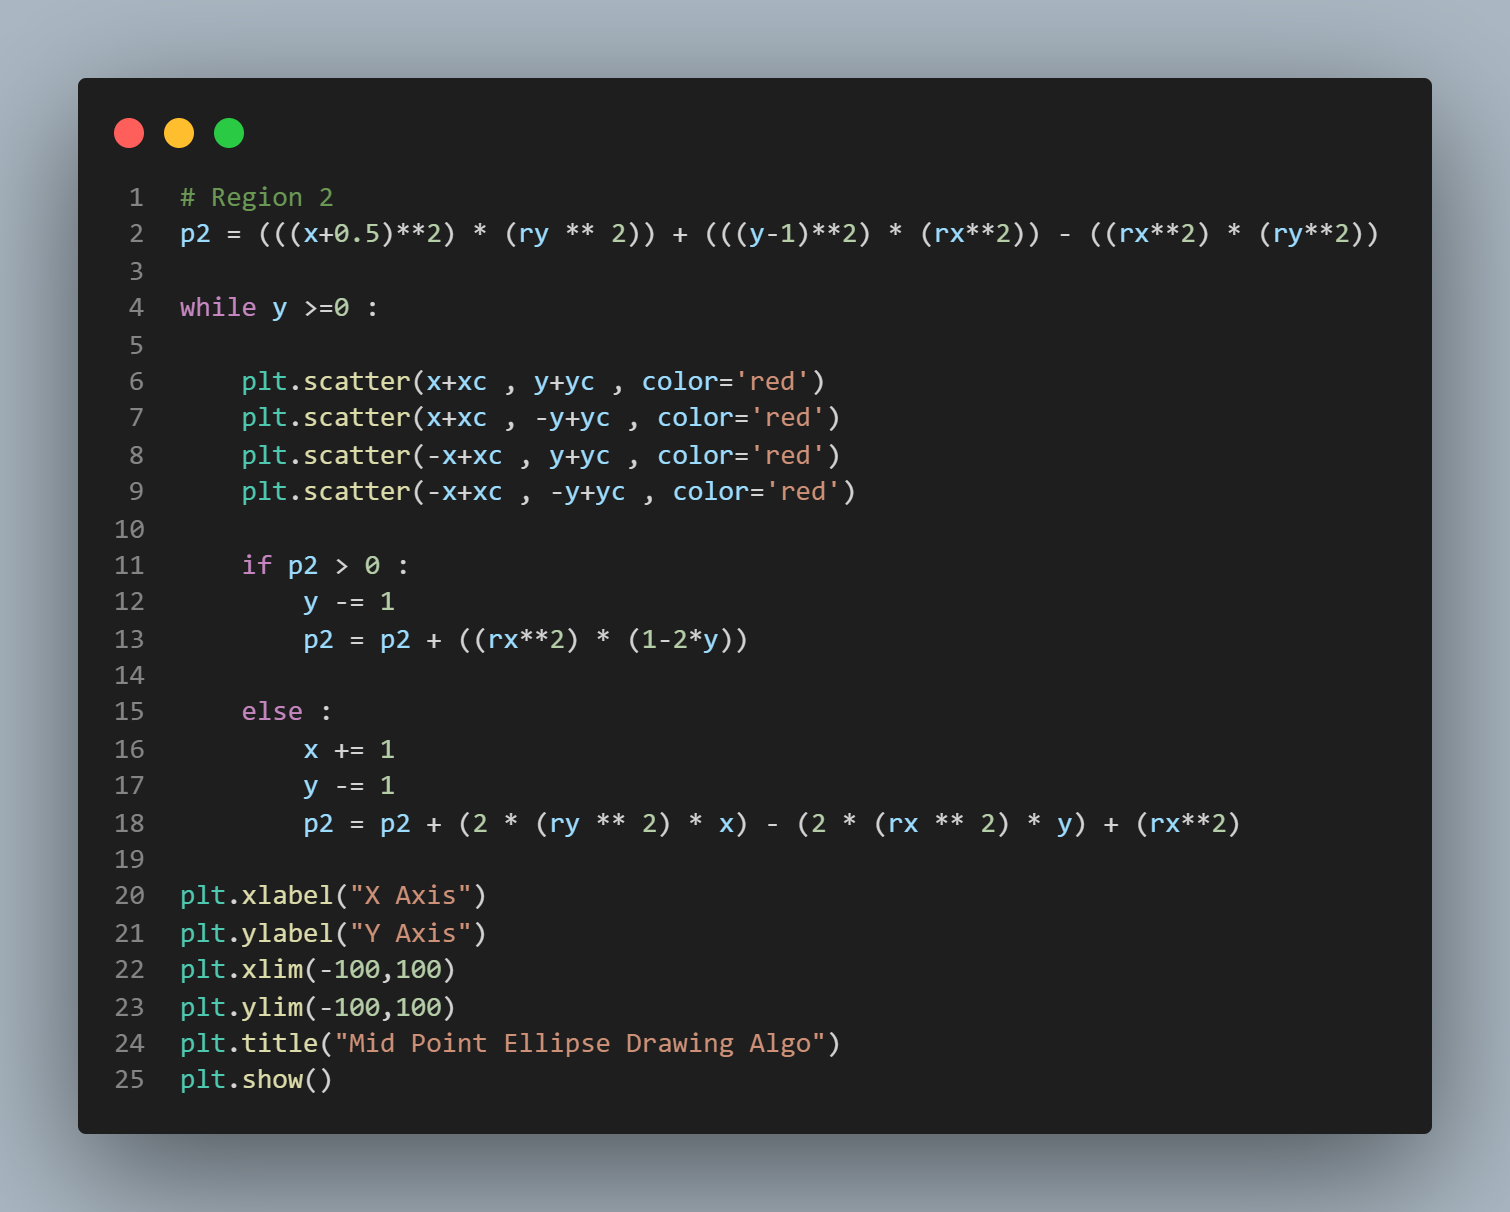 1 # Region 2
2 p2 = (((x+0.5)**2) * (ry ** 2)) + (((y-1)**2) * (rx**2)) - ((rx**2) * (ry**2))
3
4 while y >=0 :
5
6     plt.scatter(x+xc , y+yc , color='red')
7     plt.scatter(x+xc , -y+yc , color='red')
8     plt.scatter(-x+xc , y+yc , color='red')
9     plt.scatter(-x+xc , -y+yc , color='red')
10
11     if p2 > 0 :
12         y -= 1
13         p2 = p2 + ((rx**2) * (1-2*y))
14
15     else :
16         x += 1
17         y -= 1
18         p2 = p2 + (2 * (ry ** 2) * x) - (2 * (rx ** 2) * y) + (rx**2)
19
20 plt.xlabel("X Axis")
21 plt.ylabel("Y Axis")
22 plt.xlim(-100,100)
23 plt.ylim(-100,100)
24 plt.title("Mid Point Ellipse Drawing Algo")
25 plt.show()